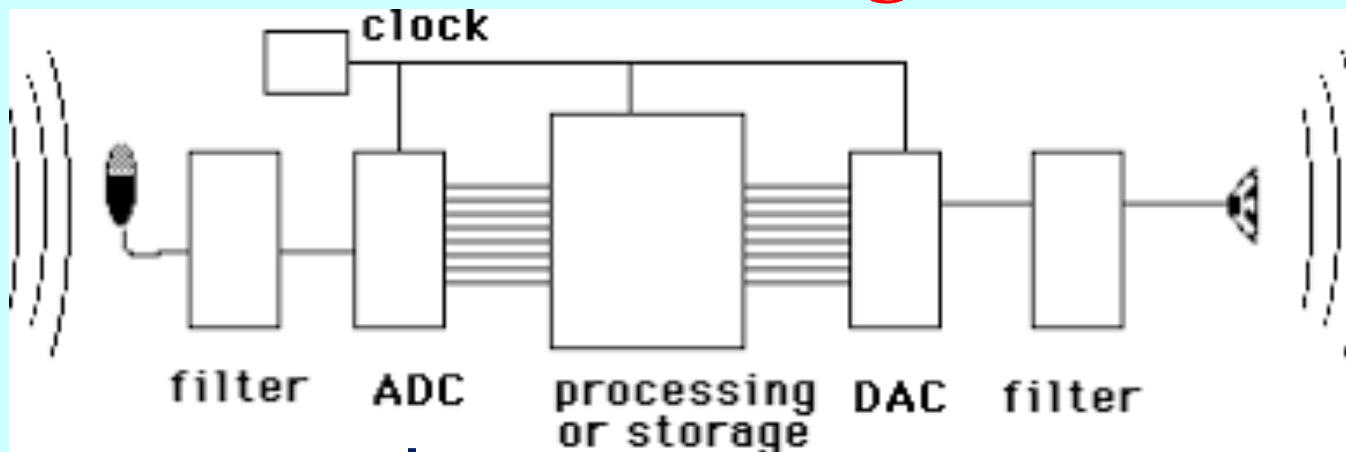 clock
filter
ADC
processing
or storage
DAC
filter